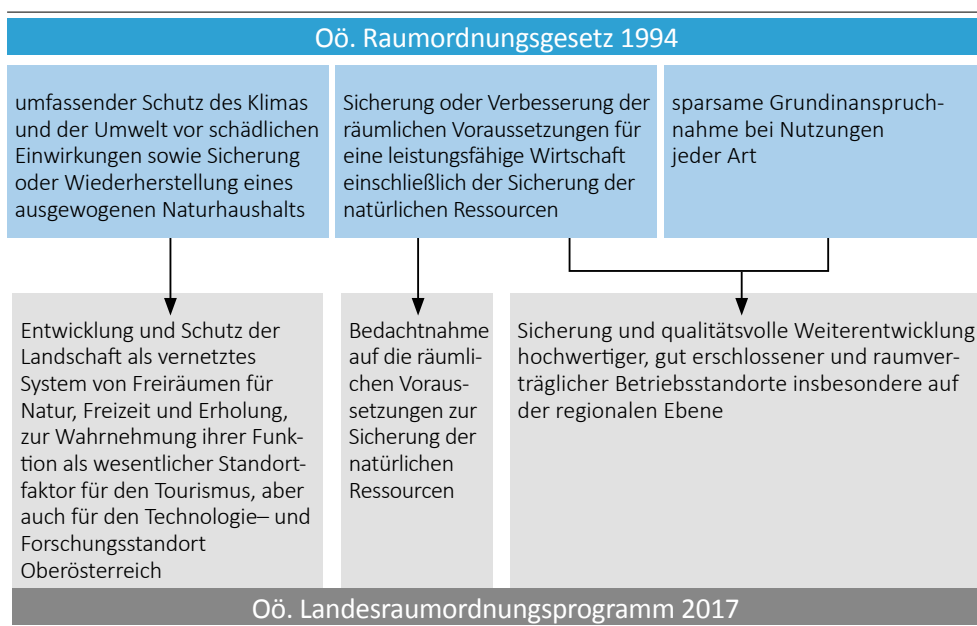 Oö. Raumordnungsgesetz 1994
umfassender Schutz des Klimas
und der Umwelt vor schädlichen
Einwirkungen sowie Sicherung
oder Wiederherstellung eines
ausgewogenen Naturhaushalts
Sicherung oder Verbesserung der
räumlichen Voraussetzungen für
eine leistungsfähige Wirtschaft
einschließlich der Sicherung der
natürlichen Ressourcen
sparsame Grundinanspruch-
nahme bei Nutzungen
jeder Art
Entwicklung und Schutz der
Landschaft als vernetztes
System von Freiräumen für
Natur, Freizeit und Erholung,
zur Wahrnehmung ihrer Funk-
tion als wesentlicher Standort-
faktor für den Tourismus, aber
auch für den Technologie– und
Forschungsstandort
Oberösterreich
Bedachtnahme
auf die räumli-
chen Voraus-
setzungen zur
Sicherung der
natürlichen
Ressourcen
Sicherung und qualitätsvolle Weiterentwicklung
hochwertiger, gut erschlossener und raumver-
träglicher Betriebsstandorte insbesondere auf
der regionalen Ebene
Oö. Landesraumordnungsprogramm 2017